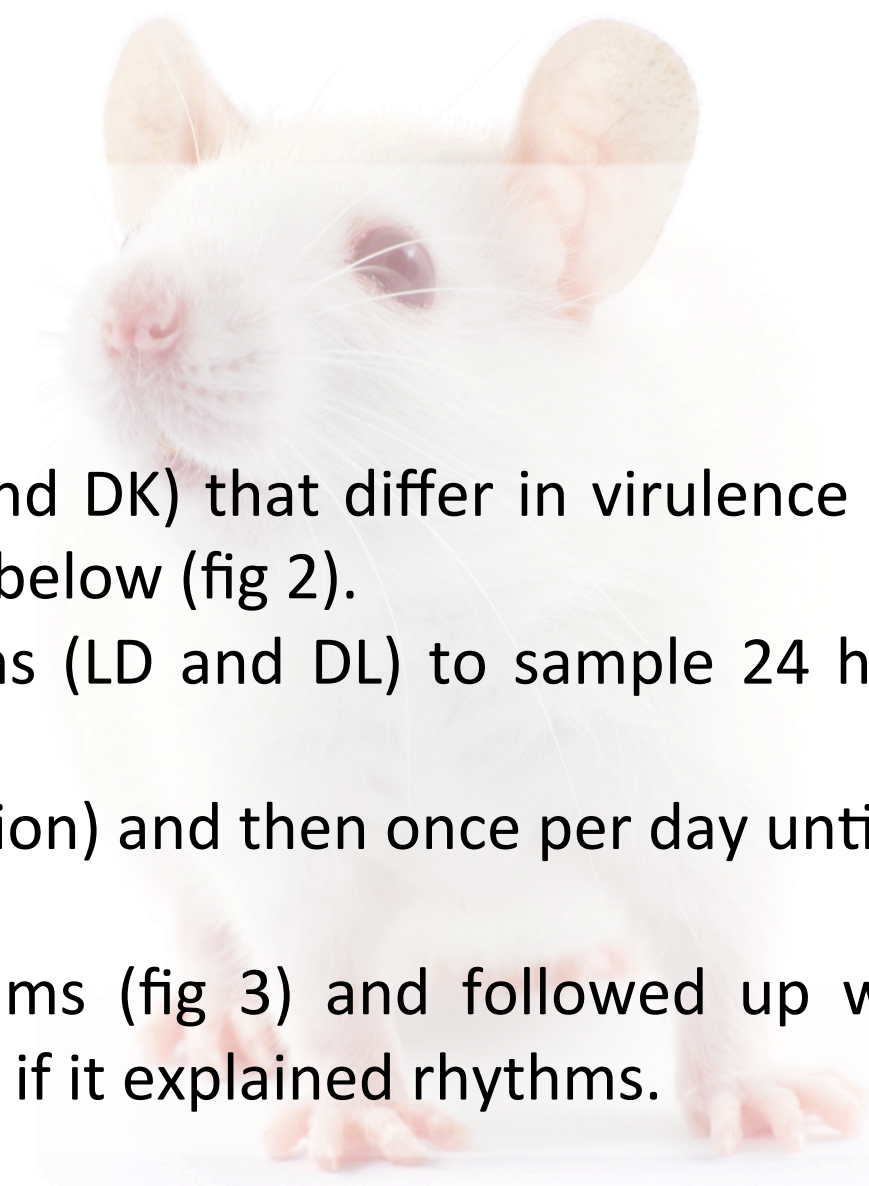 nd DK) that differ in virulence
below (fig 2).
ns (LD and DL) to sample 24 h
ion) and then once per day unti
ms (fig 3) and followed up w
if it explained rhythms.